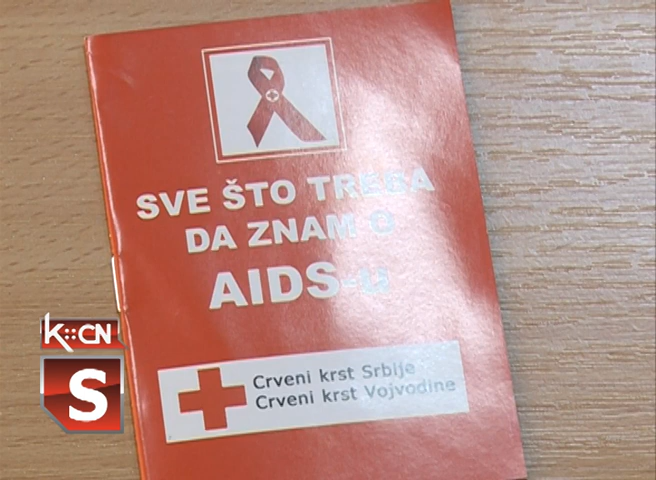 SVE ŠTO TREBA
DA ZNAM O
AIDS-u
Crveni krst Srbije
Crveni krst Vojvodine
K::CN
S